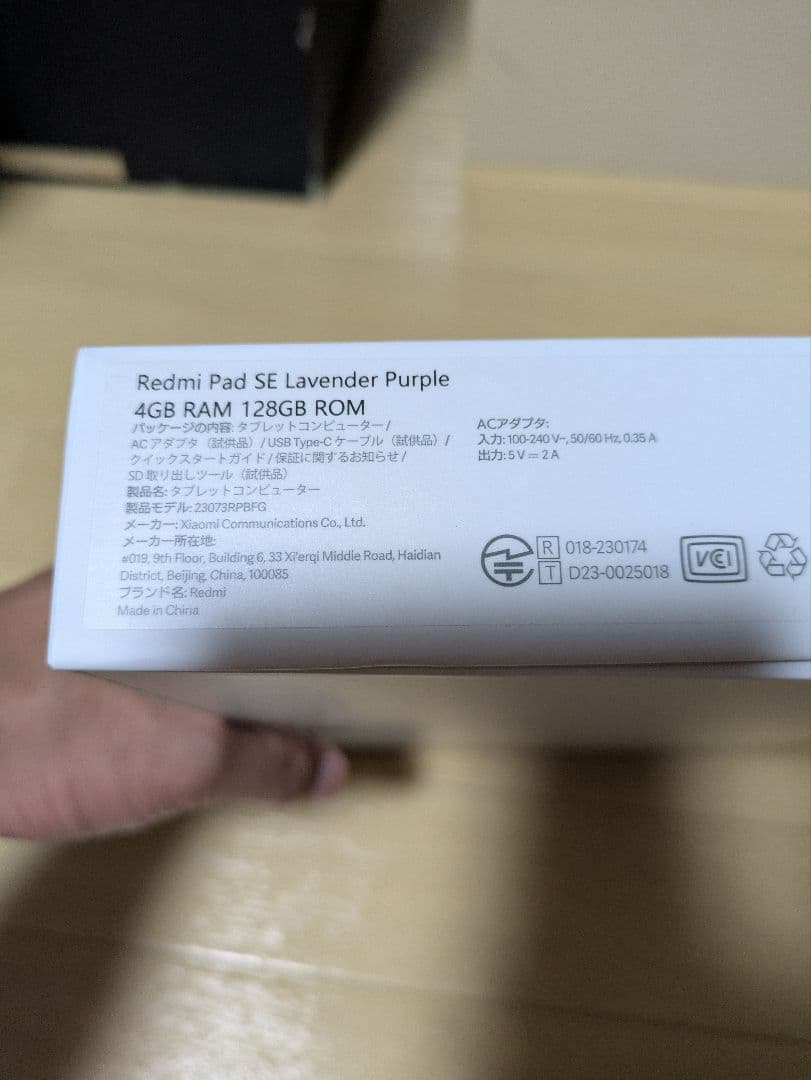 Redmi Pad SE Lavender Purple
4GB RAM 128GB ROM
パッケージの内容: タブレットコンピューター /
AC アダプタ（試供品）/ USB Type-C ケーブル（試供品）/
クイックスタートガイド / 保証に関するお知らせ /
SD 取り出しツール（試供品）
製品名: タブレットコンピューター
製品モデル: 23073RPBFG
メーカー: Xiaomi Communications Co., Ltd.
メーカー所在地:
#019, 9th Floor, Building 6, 33 Xi'erqi Middle Road, Haidian
District, Beijing, China, 100085
ブランド名: Redmi
Made in China
ACアダプタ:
入力: 100-240 V~, 50/60 Hz, 0.35 A
出力: 5 V ⎓ 2 A
R 018-230174
T D23-0025018
VCCI